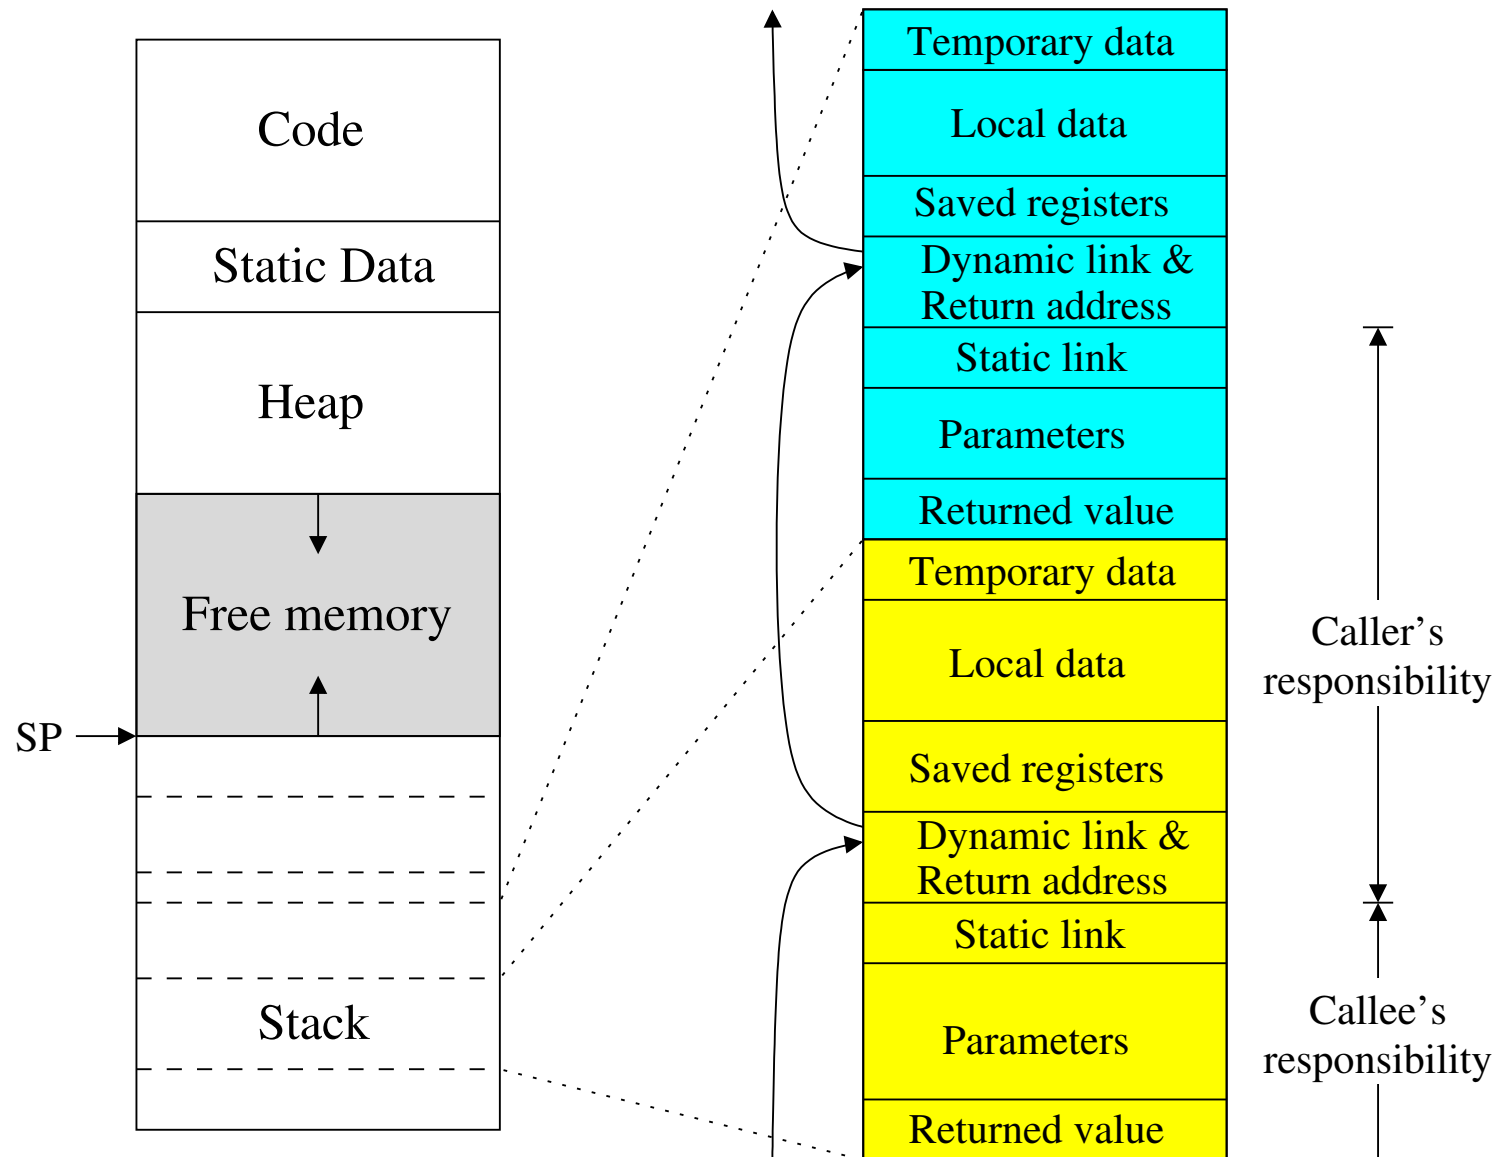 Code
Static Data
Heap
Free memory
SP
Stack
Temporary data
Local data
Saved registers
Dynamic link &
Return address
Static link
Parameters
Returned value
Temporary data
Local data
Saved registers
Dynamic link &
Return address
Static link
Parameters
Returned value
Caller’s
responsibility
Callee’s
responsibility